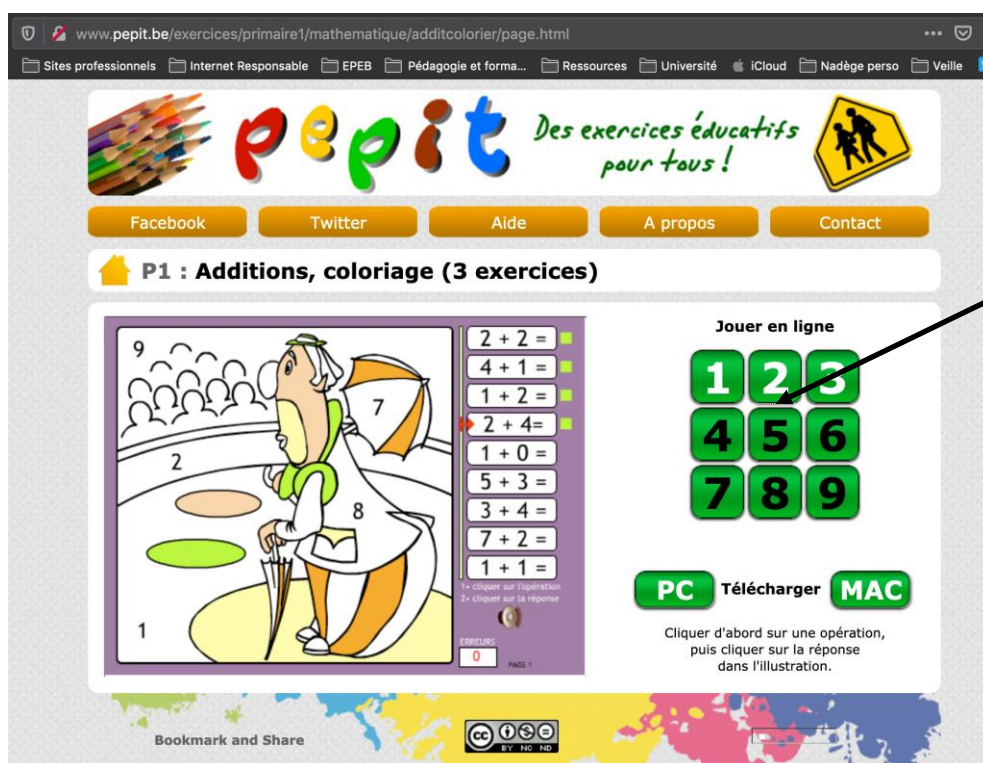 www.pepit.be/exercices/primaire1/mathematique/additcolorier/page.html
Sites professionnels Internet Responsable EPEB Pédagogie et forma... Ressources Université iCloud Nadège perso Veille
pepit Des exercices éducatifs
pour tous !
Facebook Twitter Aide A propos Contact
P1 : Additions, coloriage (3 exercices)
9
7
2
8
1
2 + 2 =
4 + 1 =
1 + 2 =
2 + 4=
1 + 0 =
5 + 3 =
3 + 4 =
7 + 2 =
1 + 1 =
1- cliquer sur l'opération
2- cliquer sur la réponse
ERREURS
0
PAGE 1
Jouer en ligne
1 2 3
4 5 6
7 8 9
PC Télécharger MAC
Cliquer d'abord sur une opération,
puis cliquer sur la réponse
dans l'illustration.
Bookmark and Share
cc
BY NC ND